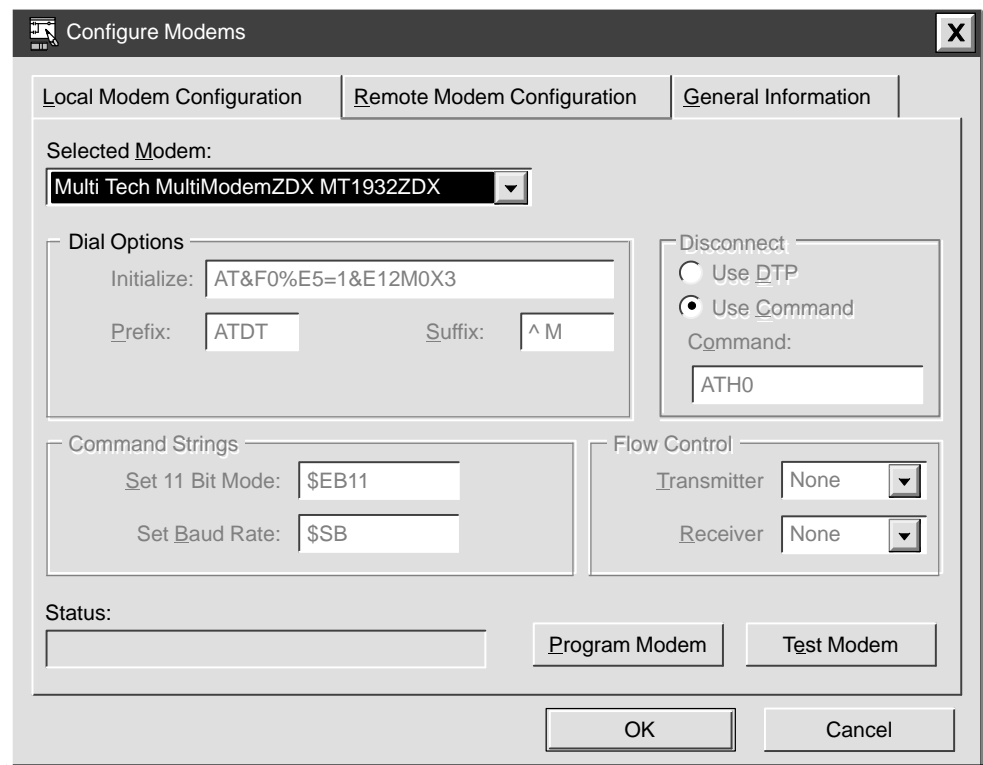 Configure Modems
X
Local Modem Configuration
Remote Modem Configuration
General Information
Selected Modem:
Multi Tech MultiModemZDX MT1932ZDX
Dial Options
Initialize: AT&F0%E5=1&E12M0X3
Prefix: ATDT
Suffix: ^ M
Disconnect
Use DTP
Use Command
Command:
ATH0
Command Strings
Set 11 Bit Mode: $EB11
Set Baud Rate: $SB
Flow Control
Transmitter None
Receiver None
Status:
Program Modem
Test Modem
OK
Cancel